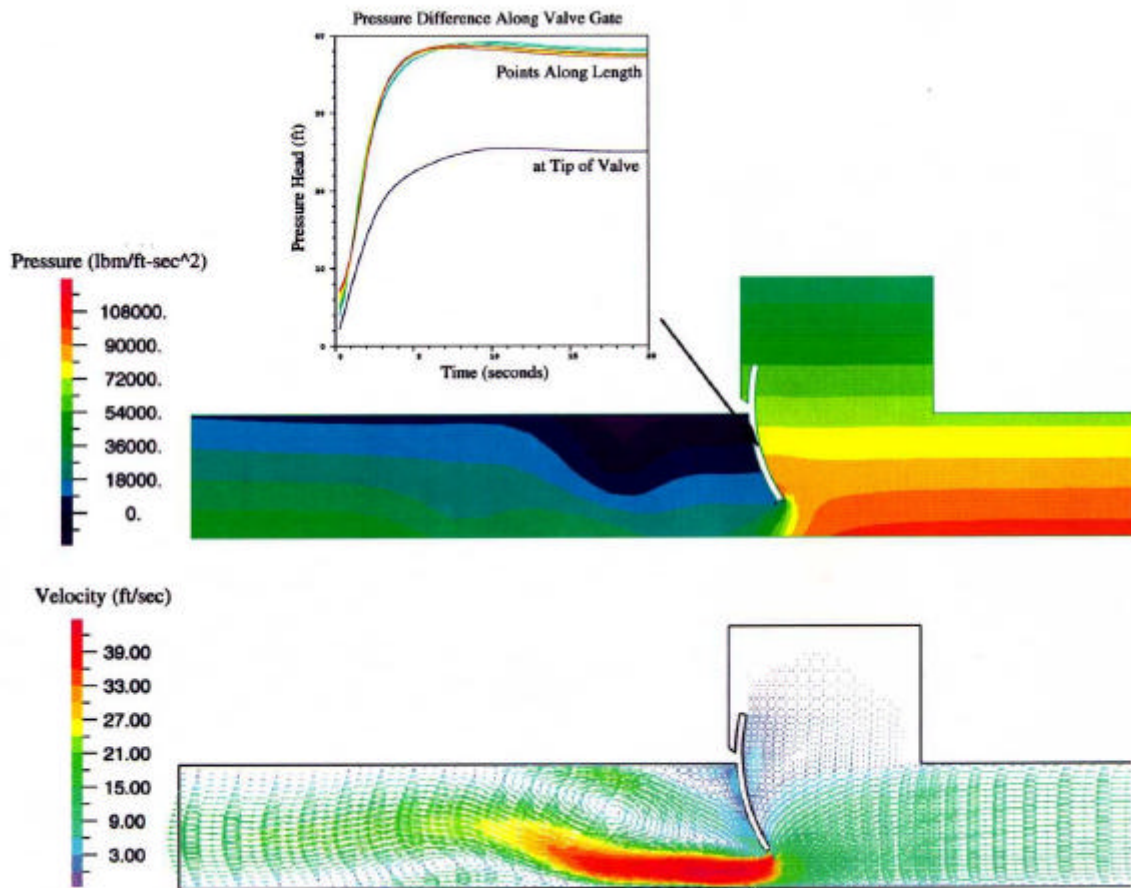 Pressure Difference Along Valve Gate
Points Along Length
at Tip of Valve
Pressure Head (ft)
0
5
Time (seconds)
Pressure (lbm/ft-sec^2)
108000.
90000.
72000.
54000.
36000.
18000.
0.
Velocity (ft/sec)
39.00
33.00
27.00
21.00
15.00
9.00
3.00